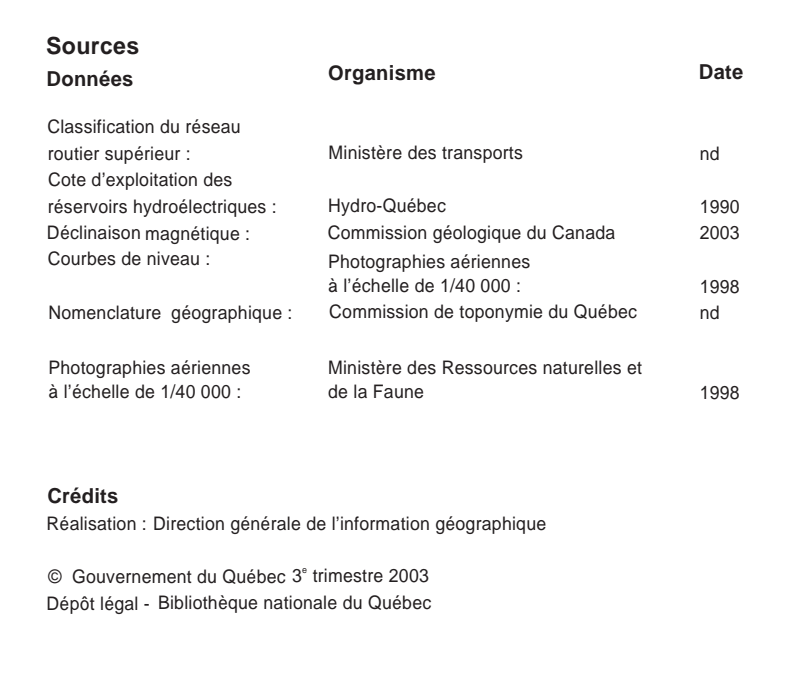 Sources
Données Organisme Date
Classification du réseau
routier supérieur : Ministère des transports nd
Cote d’exploitation des
réservoirs hydroélectriques : Hydro-Québec 1990
Déclinaison magnétique : Commission géologique du Canada 2003
Courbes de niveau : Photographies aériennes
à l’échelle de 1/40 000 : 1998
Nomenclature géographique : Commission de toponymie du Québec nd
Photographies aériennes Ministère des Ressources naturelles et
à l’échelle de 1/40 000 : de la Faune 1998
Crédits
Réalisation : Direction générale de l’information géographique
© Gouvernement du Québec 3e trimestre 2003
Dépôt légal - Bibliothèque nationale du Québec